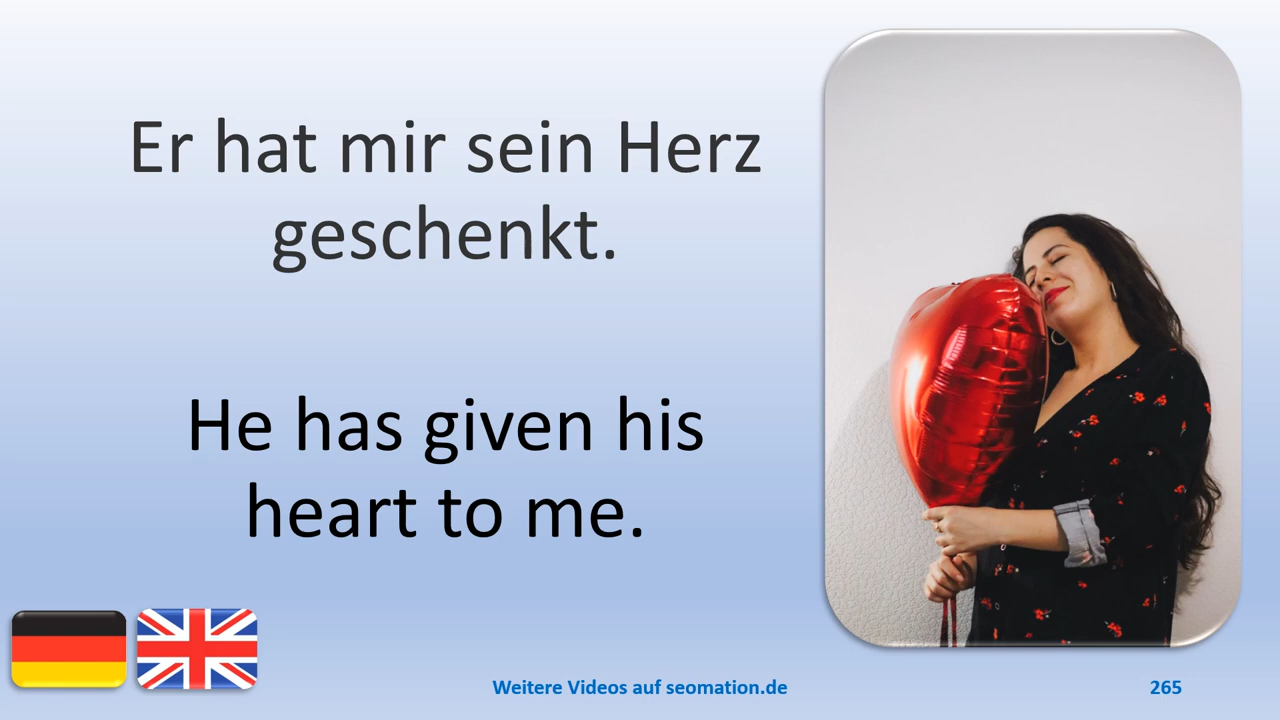 Er hat mir sein Herz
geschenkt.
He has given his
heart to me.
Weitere Videos auf seomation.de
265